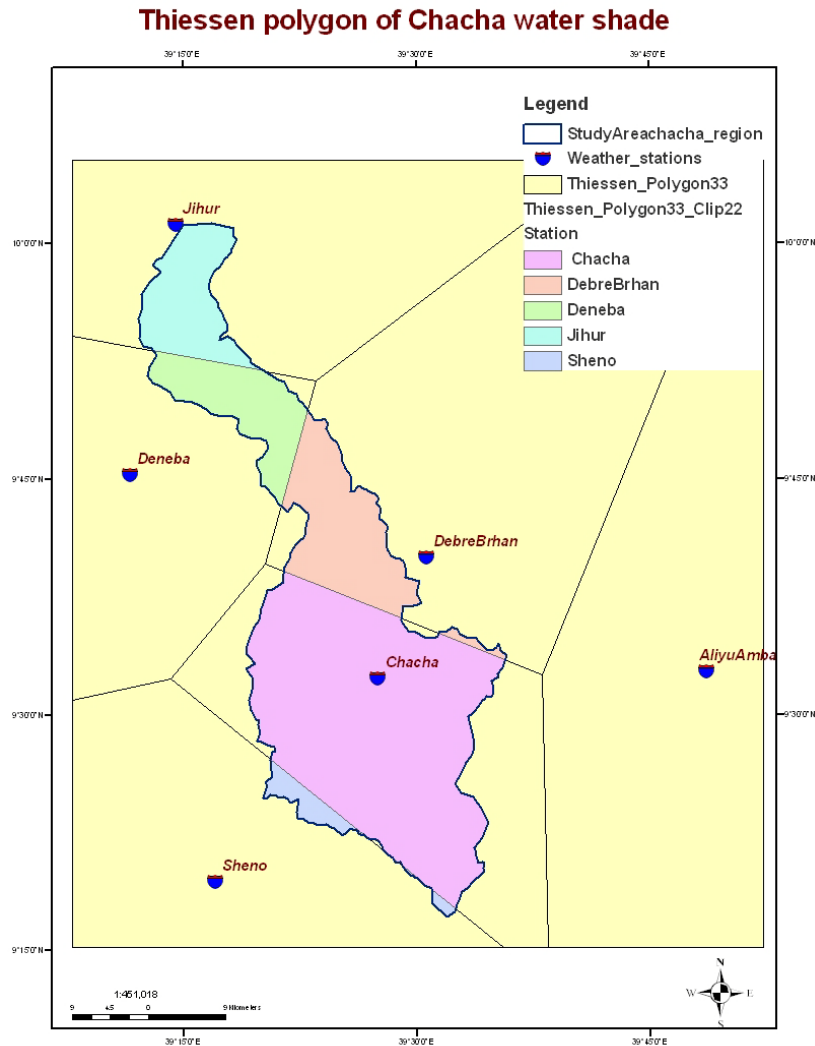 Thiessen polygon of Chacha water shade
39°15'0"E 39°30'0"E 39°45'0"E
Legend
StudyAreachacha_region
Weather_stations
Thiessen_Polygon33
Thiessen_Polygon33_Clip22
Station
Chacha
DebreBrhan
Deneba
Jihur
Sheno
Jihur
10°0'0"N 10°0'0"N
Deneba
9°45'0"N 9°45'0"N
DebreBrhan
AliyuAmba
Chacha
9°30'0"N 9°30'0"N
Sheno
9°15'0"N 9°15'0"N
1:451,018
9 4.5 0 9 Kilometers
N
W E
S
39°15'0"E 39°30'0"E 39°45'0"E